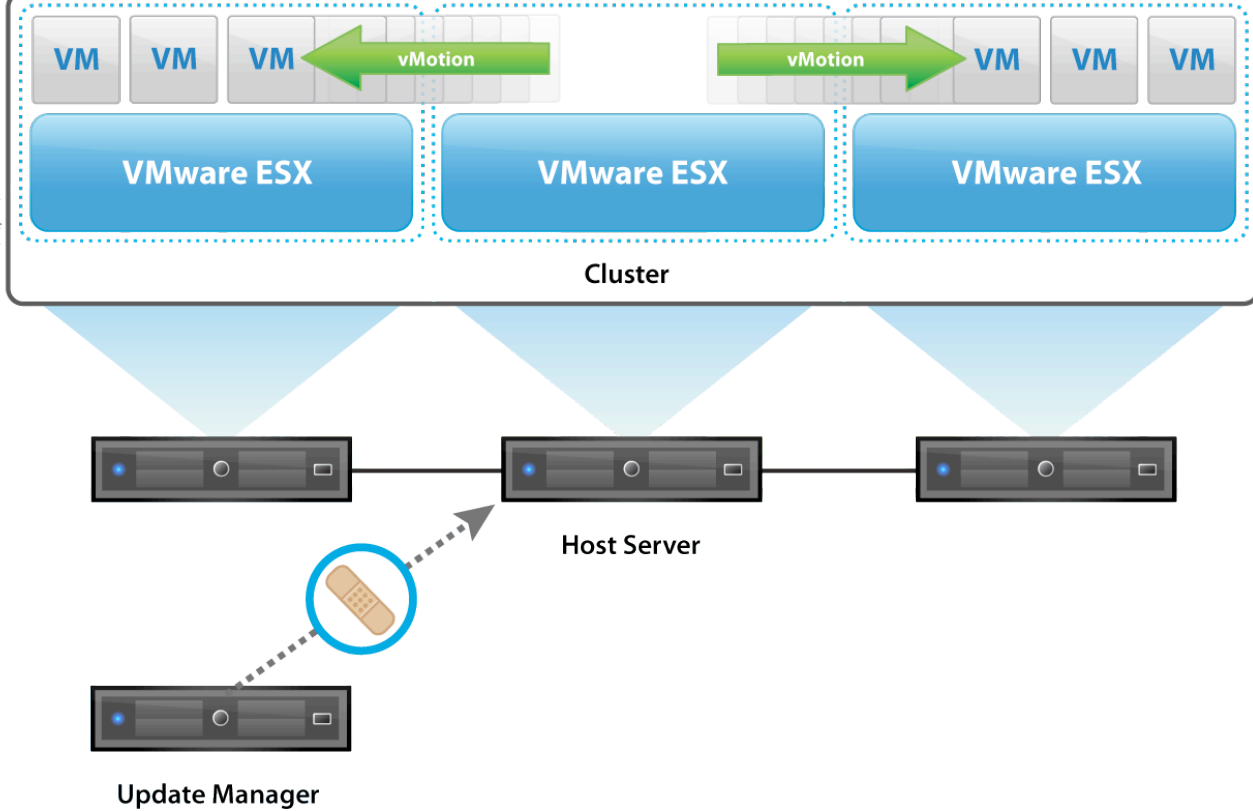 VM VM VM vMotion vMotion VM VM VM
VMware ESX VMware ESX VMware ESX
Cluster
Host Server
Update Manager